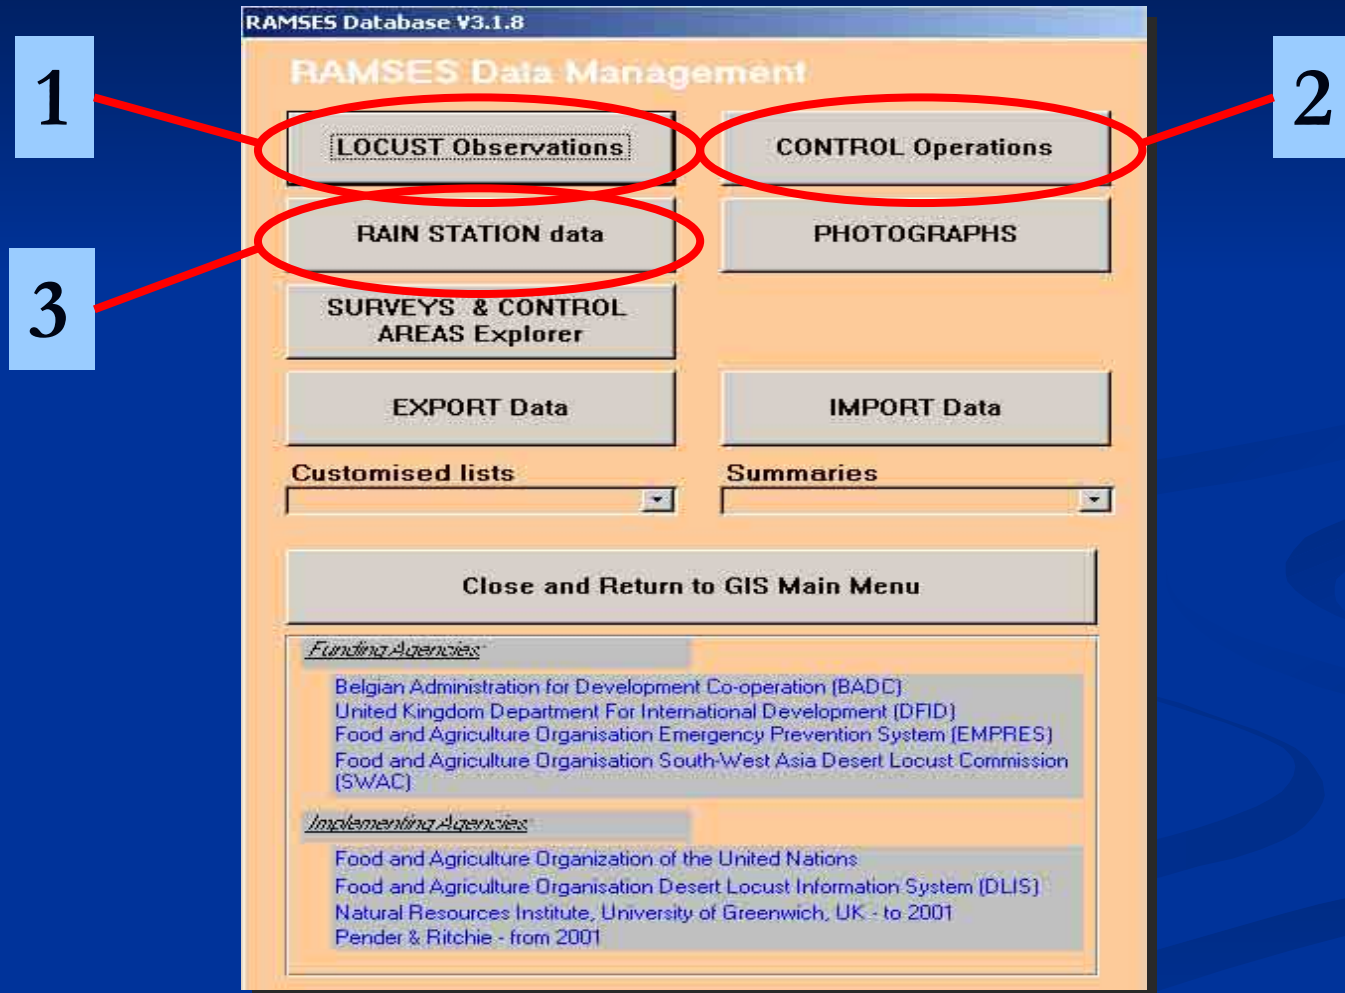 RAMSES Database V3.1.8
RAMSES Data Management
1
2
LOCUST Observations
CONTROL Operations
3
RAIN STATION data
PHOTOGRAPHS
SURVEYS & CONTROL
AREAS Explorer
EXPORT Data
IMPORT Data
Customised lists
Summaries
Close and Return to GIS Main Menu
Funding Agencies:
Belgian Administration for Development Co-operation (BADC)
United Kingdom Department For International Development (DFID)
Food and Agriculture Organisation Emergency Prevention System (EMPRES)
Food and Agriculture Organisation South-West Asia Desert Locust Commission
(SWAC)
Implementing Agencies:
Food and Agriculture Organization of the United Nations
Food and Agriculture Organisation Desert Locust Information System (DLIS)
Natural Resources Institute, University of Greenwich, UK - to 2001
Pender & Ritchie - from 2001